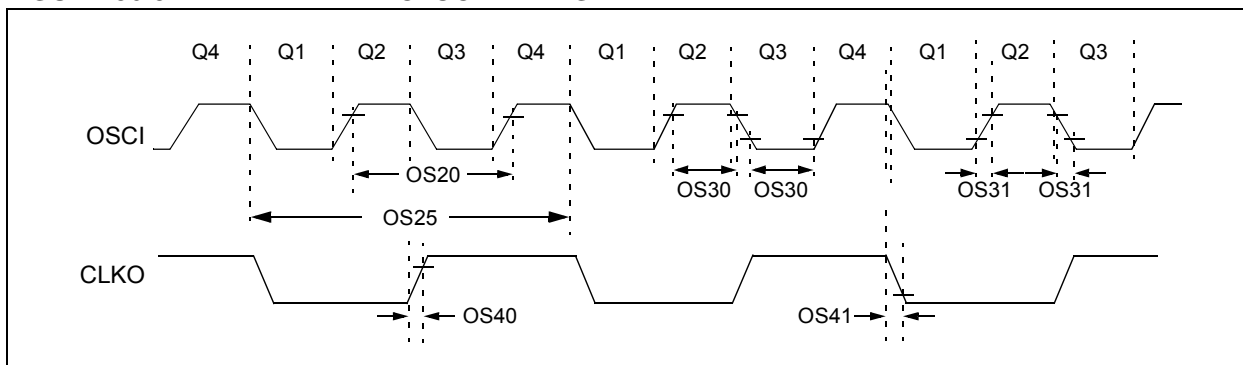 Q4 Q1 Q2 Q3 Q4 Q1 Q2 Q3 Q4 Q1 Q2 Q3
OSCI
OS20
OS30 OS30
OS31 OS31
OS25
CLKO
OS40
OS41